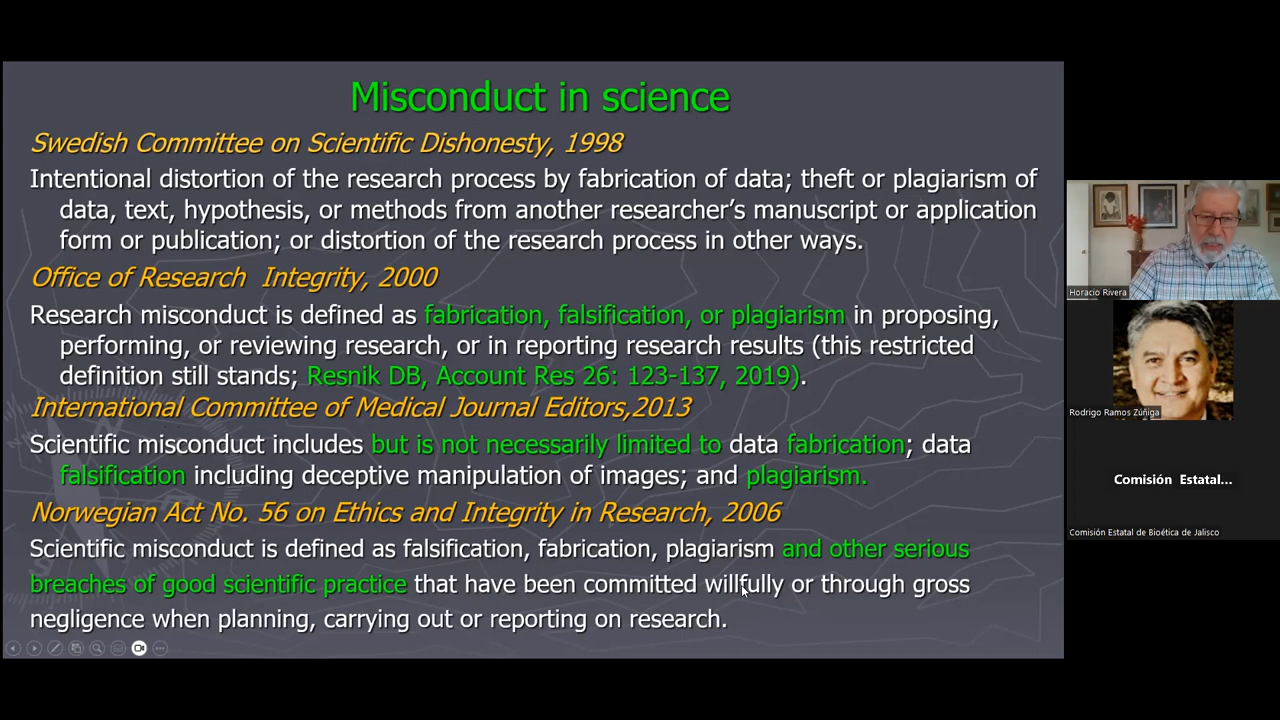 Misconduct in science
Swedish Committee on Scientific Dishonesty, 1998
Intentional distortion of the research process by fabrication of data; theft or plagiarism of
data, text, hypothesis, or methods from another researcher's manuscript or application
form or publication; or distortion of the research process in other ways.
Office of Research Integrity, 2000
Research misconduct is defined as fabrication, falsification, or plagiarism in proposing,
performing, or reviewing research, or in reporting research results (this restricted
definition still stands; Resnik DB, Account Res 26: 123-137, 2019).
International Committee of Medical Journal Editors,2013
Scientific misconduct includes but is not necessarily limited to data fabrication; data
falsification including deceptive manipulation of images; and plagiarism.
Norwegian Act No. 56 on Ethics and Integrity in Research, 2006
Scientific misconduct is defined as falsification, fabrication, plagiarism and other serious
breaches of good scientific practice that have been committed willfully or through gross
negligence when planning, carrying out or reporting on research.
Horacio Rivera
Rodrigo Ramos Zúñiga
Comisión Estatal...
Comisión Estatal de Bioética de Jalisco